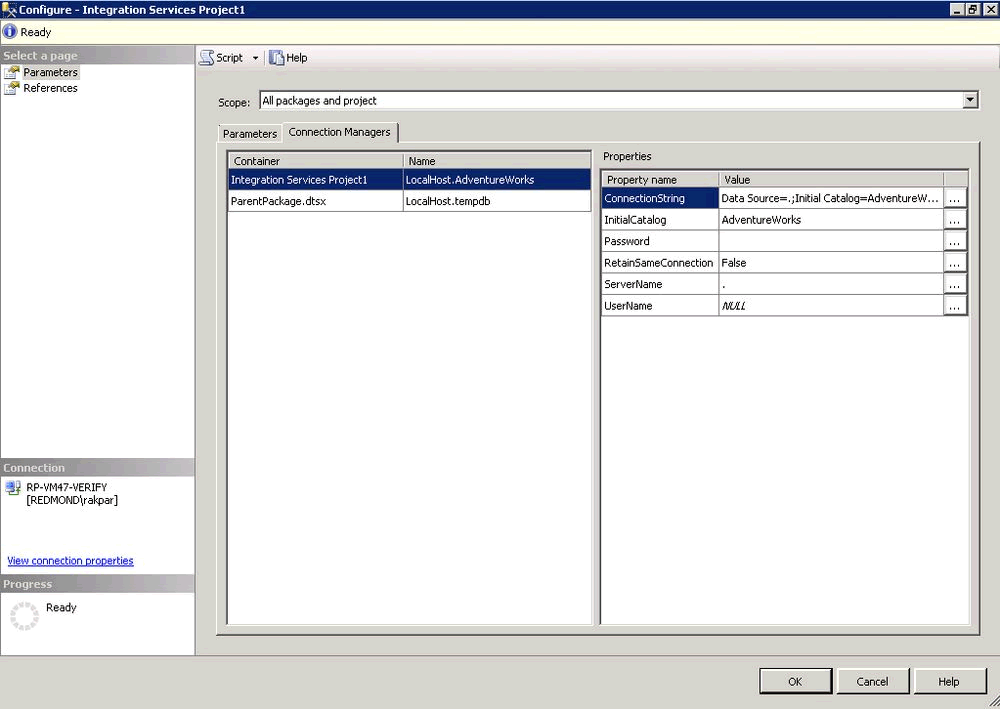 Configure - Integration Services Project1
Ready
Select a page
Parameters
References
Script
Help
Scope:
All packages and project
Parameters
Connection Managers
Container Name
Integration Services Project1 LocalHost.AdventureWorks
ParentPackage.dtsx LocalHost.tempdb
Properties
Property name Value
ConnectionString Data Source=.;Initial Catalog=AdventureW... ...
InitialCatalog AdventureWorks ...
Password ...
RetainSameConnection False ...
ServerName . ...
UserName NULL ...
Connection
RP-VM47-VERIFY
[REDMOND\rakpar]
View connection properties
Progress
Ready
OK
Cancel
Help